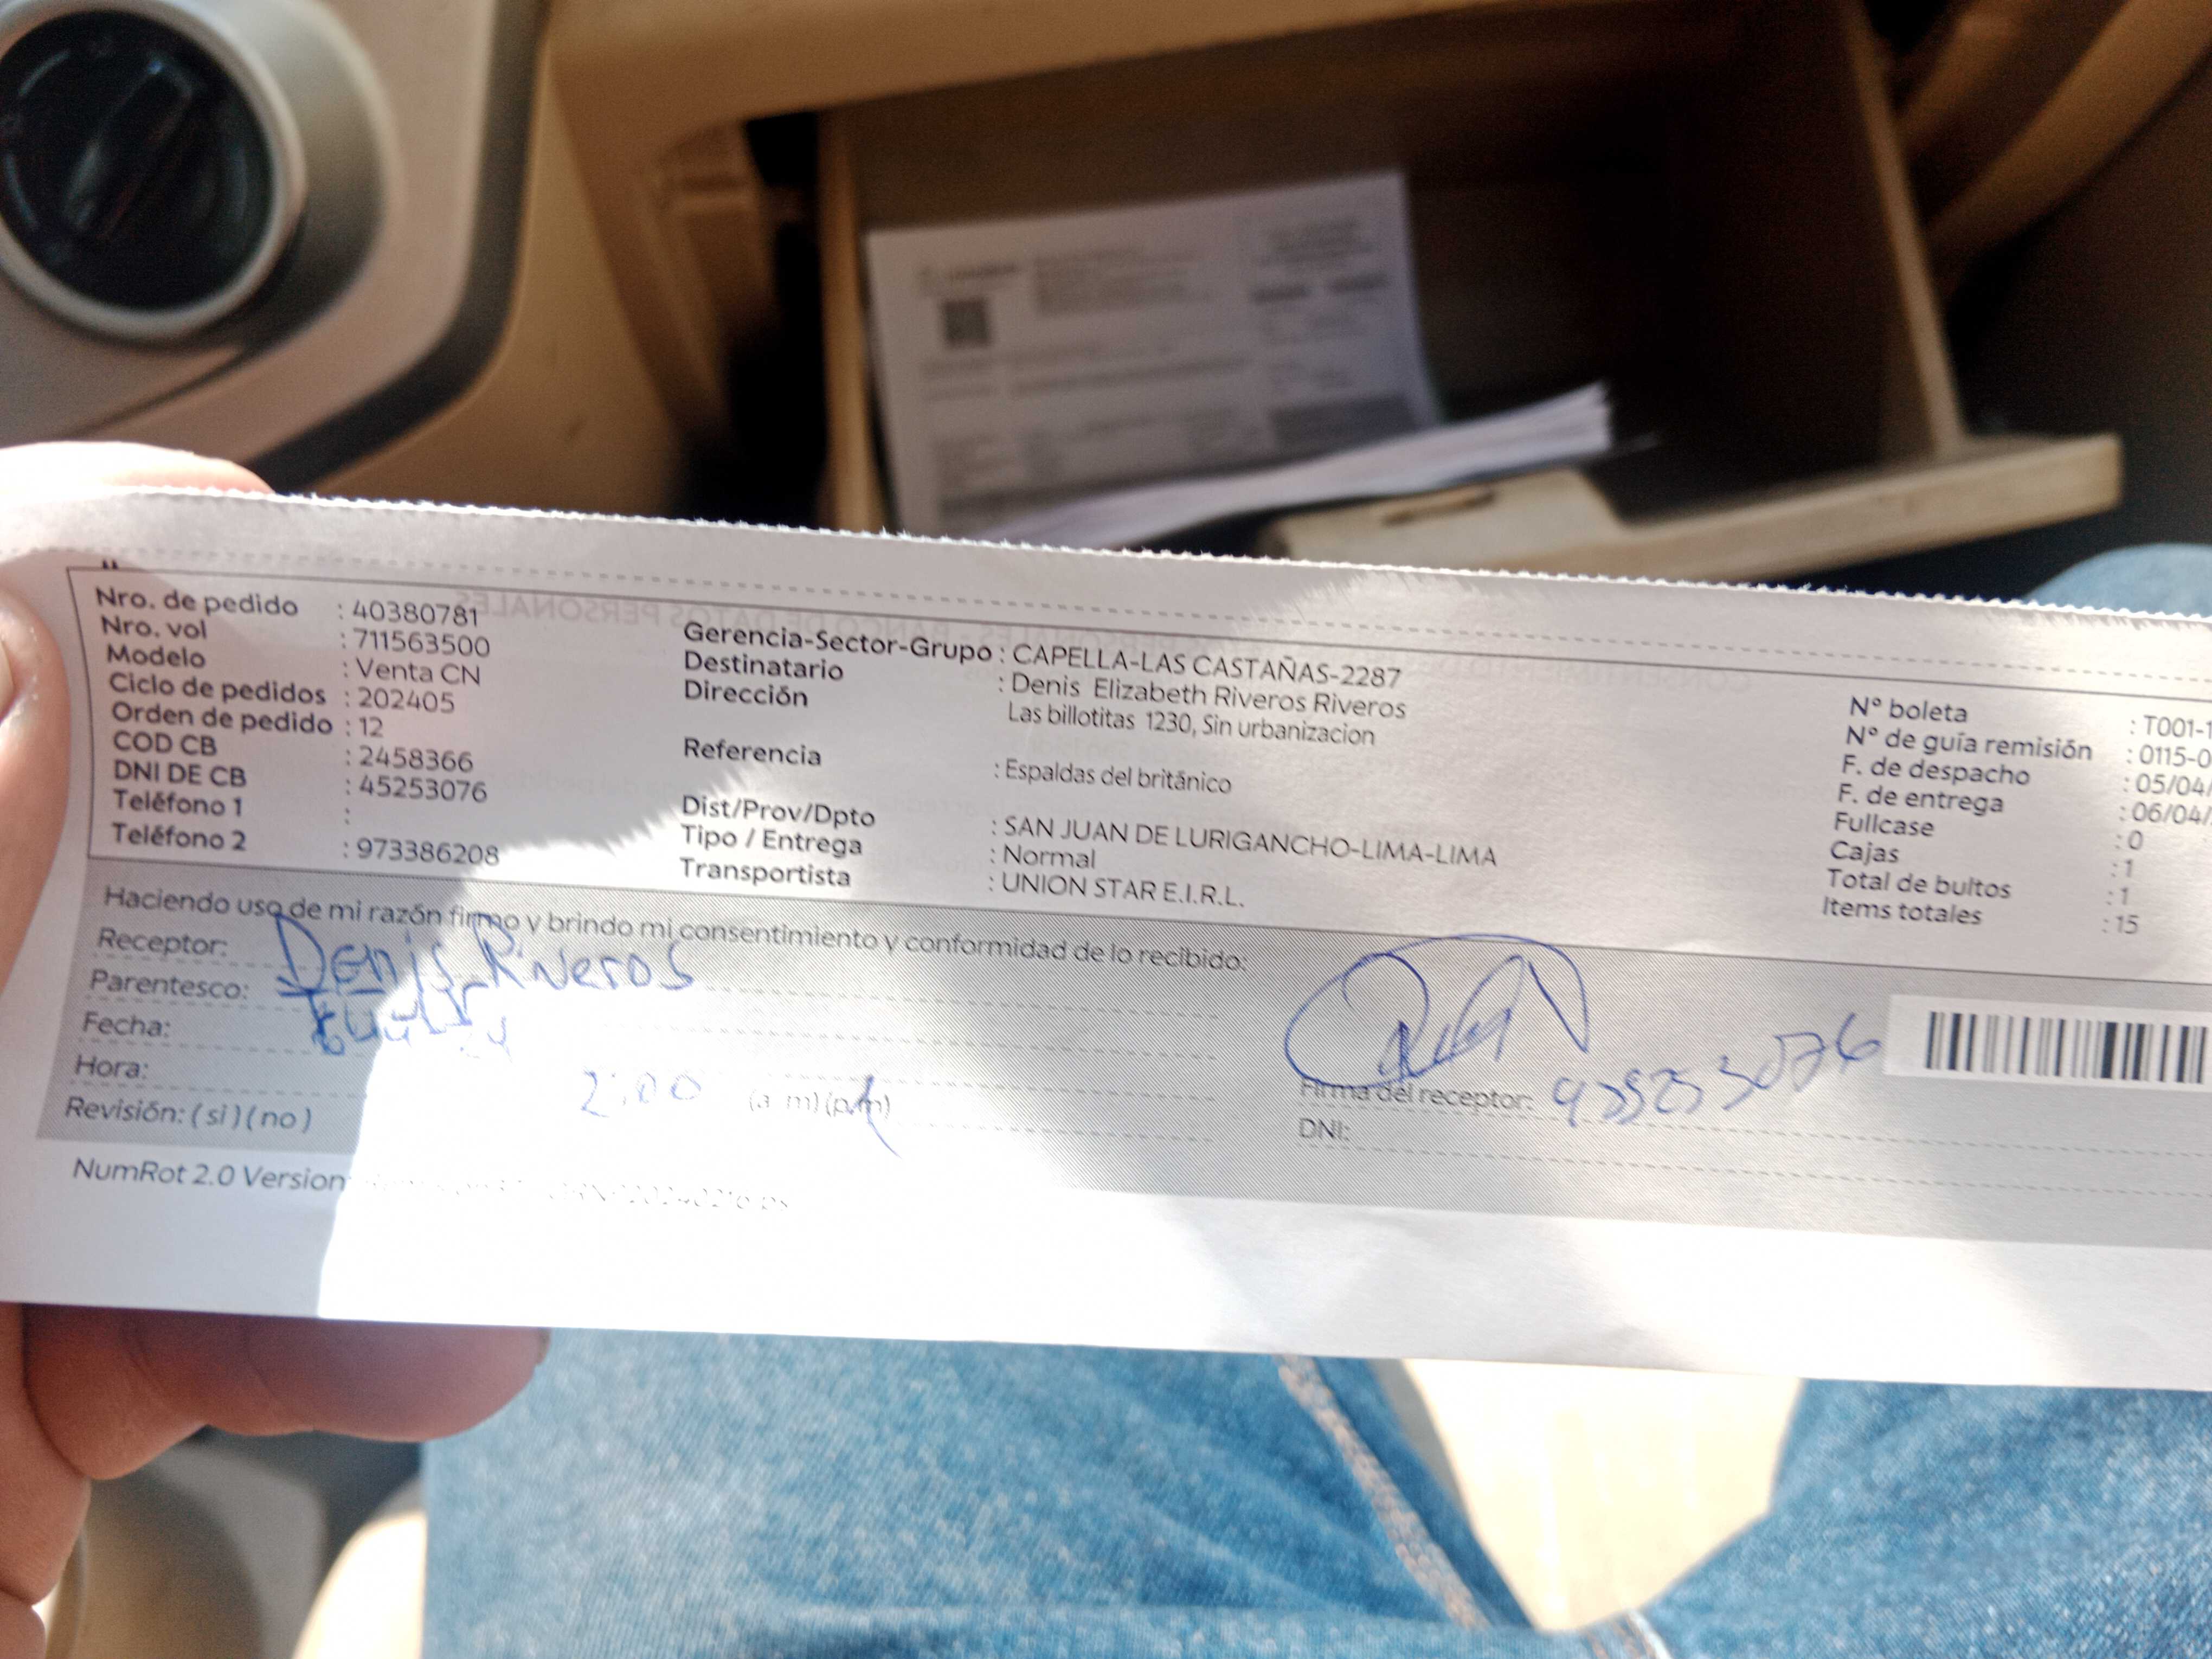 Nro. de pedido : 40380781
Nro. vol : 711563500
Modelo : Venta CN
Ciclo de pedidos : 202405
Orden de pedido : 12
COD CB : 2458366
DNI DE CB : 45253076
Teléfono 1 :
Teléfono 2 : 973386208
Gerencia-Sector-Grupo : CAPELLA-LAS CASTAÑAS-2287
Destinatario : Denis Elizabeth Riveros Riveros
Dirección Las billotitas 1230, Sin urbanizacion
Referencia : Espaldas del británico
Dist/Prov/Dpto : SAN JUAN DE LURIGANCHO-LIMA-LIMA
Tipo / Entrega : Normal
Transportista : UNION STAR E.I.R.L.
N° boleta : T001-1
N° de guía remisión : 0115-0
F. de despacho : 05/04/
F. de entrega : 06/04/
Fullcase : 0
Cajas : 1
Total de bultos : 1
Items totales : 15
Haciendo uso de mi razón firmo y brindo mi consentimiento y conformidad de lo recibido:
Receptor: Denis Riveros
Parentesco:
Fecha:
Hora: 2:00 (a m) (p.m)
Revisión: ( si ) ( no )
Firma del receptor:
DNI:
NumRot 2.0 Version